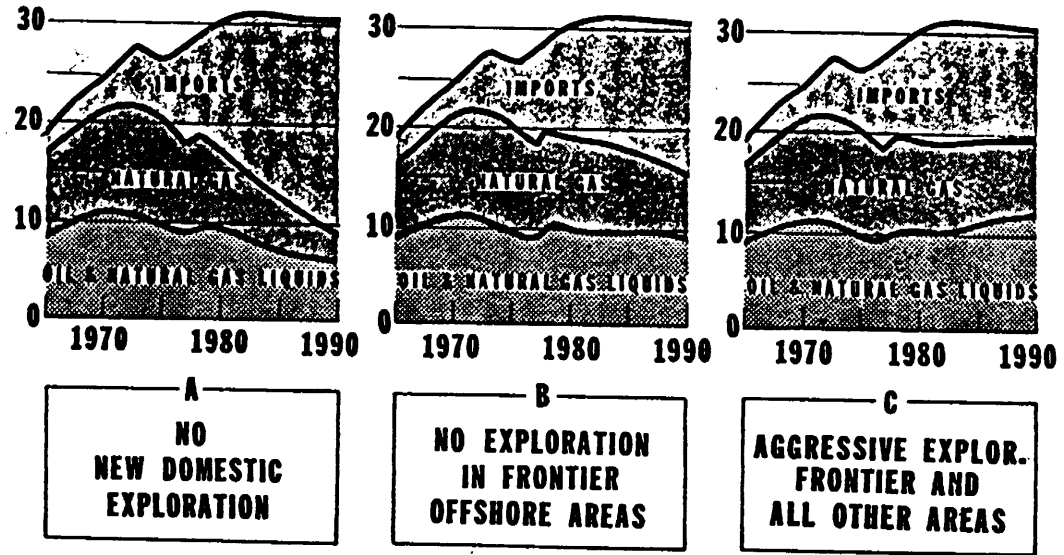 30
20
10
0
IMPORTS
NATURAL GAS
OIL & NATURAL GAS LIQUIDS
1970 1980 1990
A
NO
NEW DOMESTIC
EXPLORATION
30
20
10
0
IMPORTS
NATURAL GAS
OIL & NATURAL GAS LIQUIDS
1970 1980 1990
B
NO EXPLORATION
IN FRONTIER
OFFSHORE AREAS
30
20
10
0
IMPORTS
NATURAL GAS
OIL & NATURAL GAS LIQUIDS
1970 1980 1990
C
AGGRESSIVE EXPLOR.
FRONTIER AND
ALL OTHER AREAS